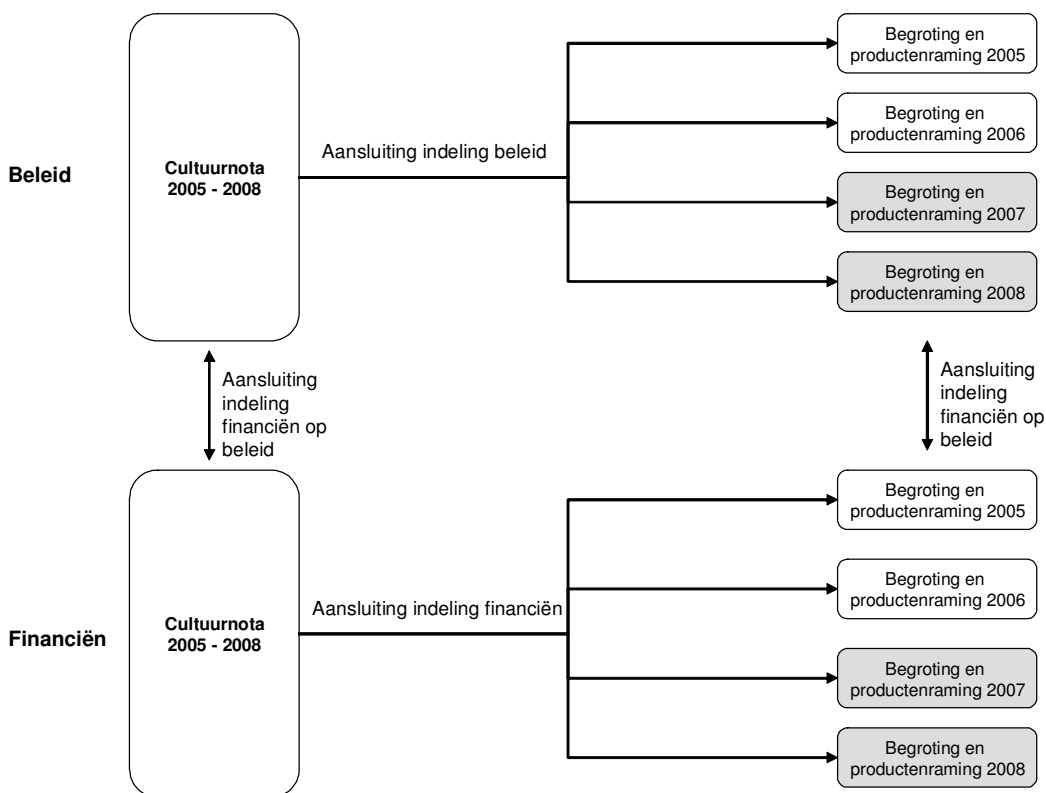 Beleid
Cultuurnota
2005 - 2008
Aansluiting indeling beleid
Begroting en
productenraming 2005
Begroting en
productenraming 2006
Begroting en
productenraming 2007
Begroting en
productenraming 2008
Aansluiting
indeling
financiën op
beleid
Aansluiting
indeling
financiën op
beleid
Financiën
Cultuurnota
2005 - 2008
Aansluiting indeling financiën
Begroting en
productenraming 2005
Begroting en
productenraming 2006
Begroting en
productenraming 2007
Begroting en
productenraming 2008